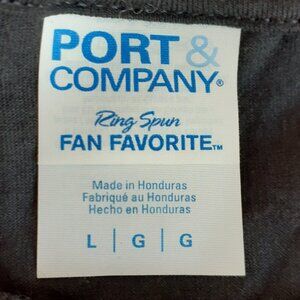 PORT &
COMPANY®
Ring Spun
FAN FAVORITE™
Made in Honduras
Fabriqué au Honduras
Hecho en Honduras
L | G | G